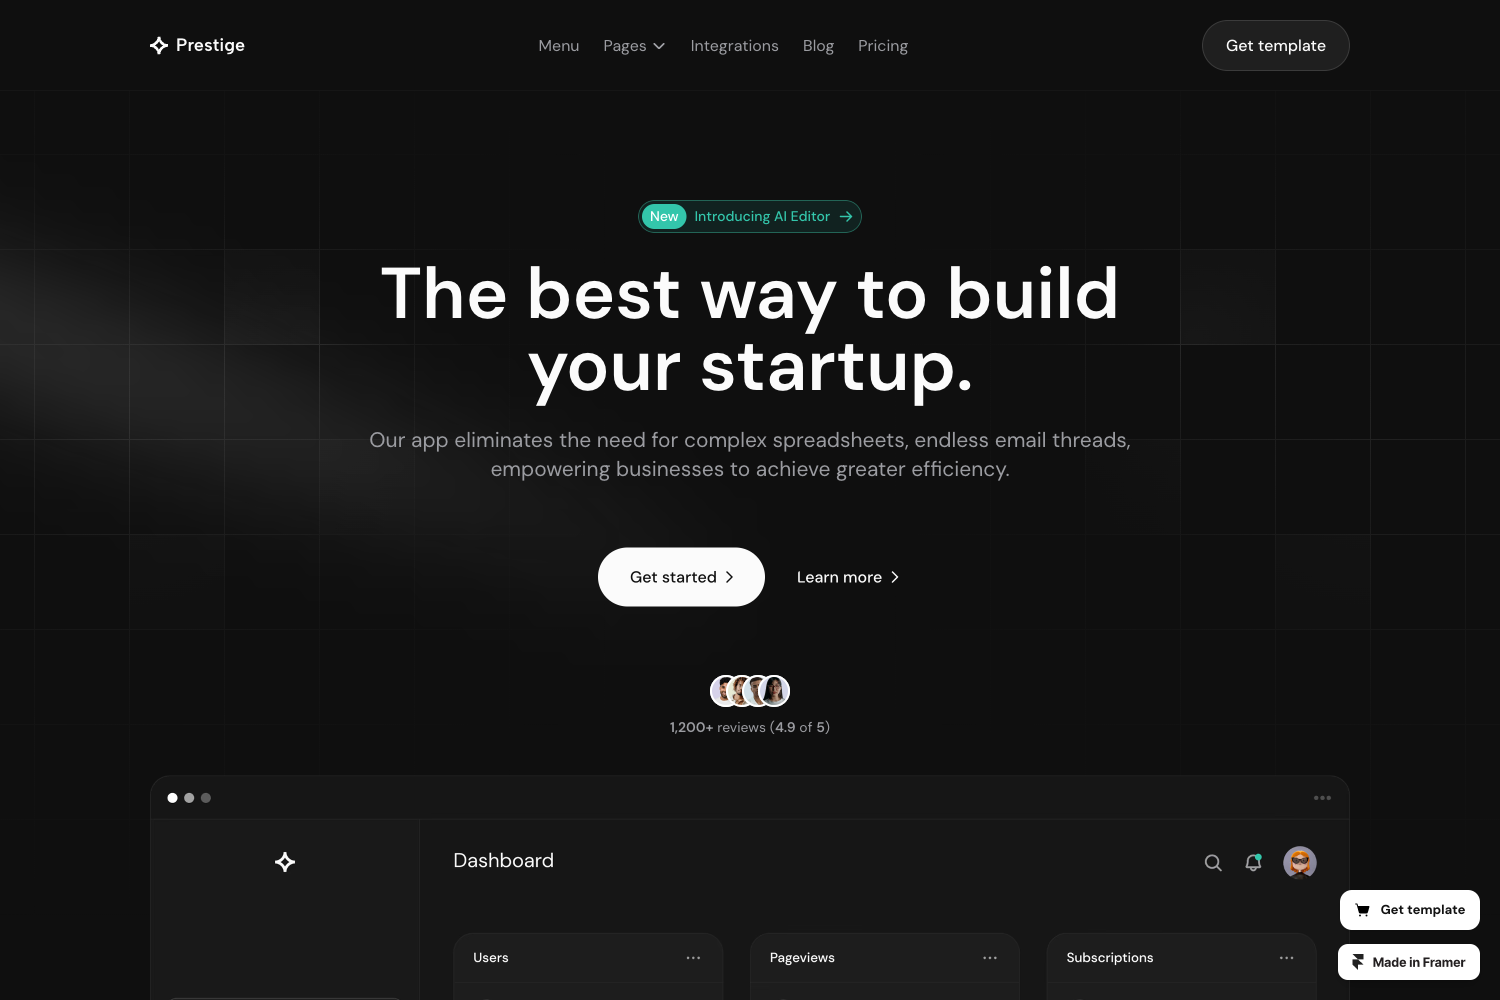 Prestige
Menu
Pages
Integrations
Blog
Pricing
Get template
New Introducing AI Editor
The best way to build
your startup.
Our app eliminates the need for complex spreadsheets, endless email threads,
empowering businesses to achieve greater efficiency.
Get started
Learn more
1,200+ reviews (4.9 of 5)
Dashboard
Users
Pageviews
Subscriptions
Get template
Made in Framer